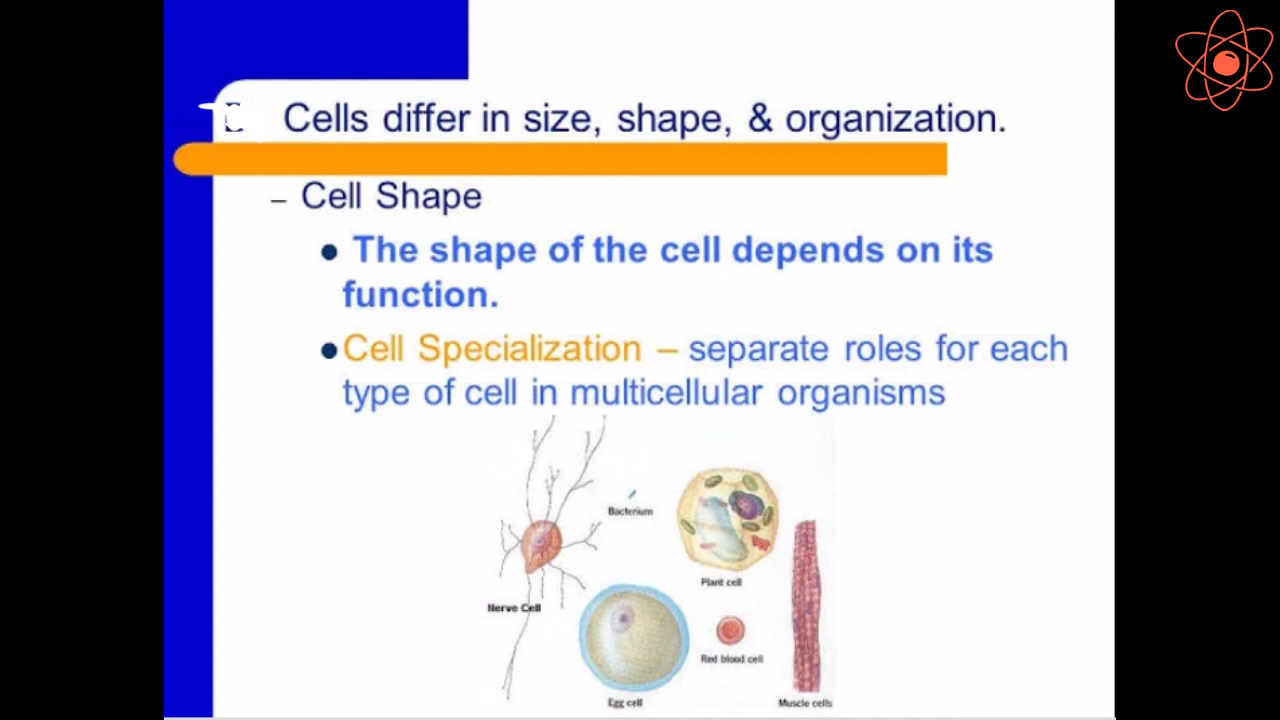 Cells differ in size, shape, & organization.
– Cell Shape
● The shape of the cell depends on its
function.
● Cell Specialization – separate roles for each
type of cell in multicellular organisms
Bacterium
Plant cell
Nerve Cell
Red blood cell
Egg cell
Muscle cells